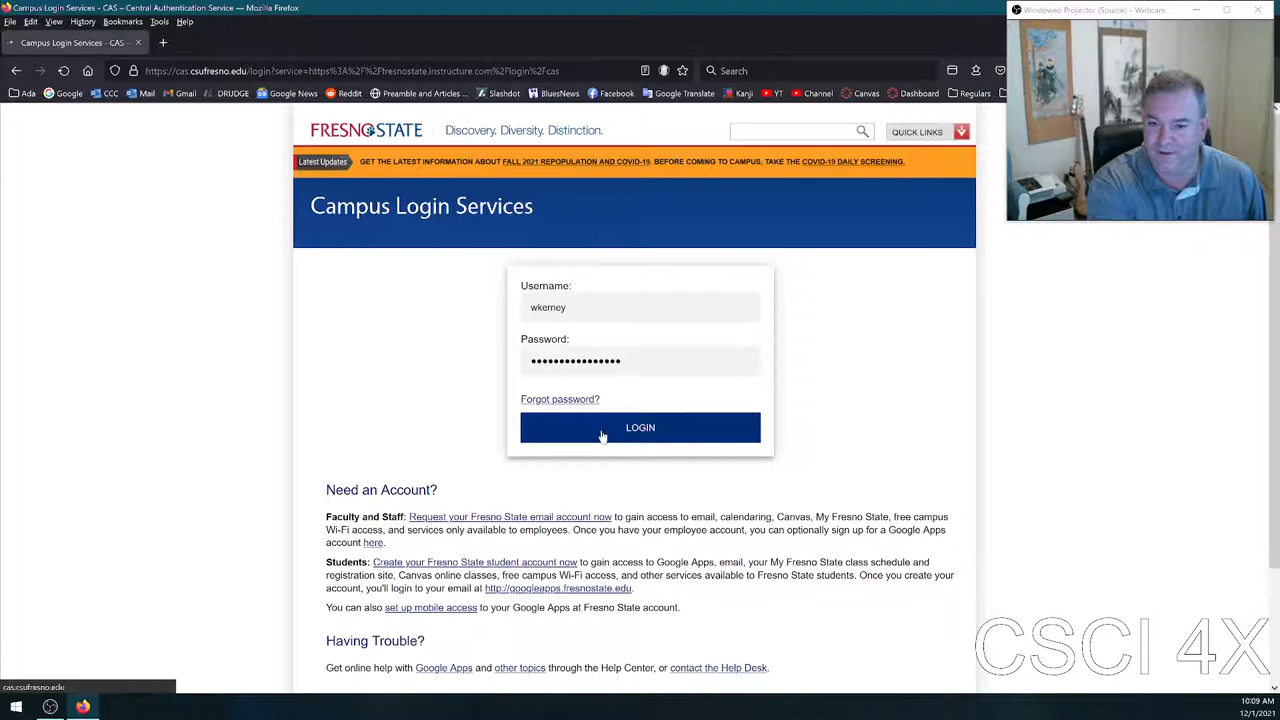 Campus Login Services - CAS – Central Authentication Service — Mozilla Firefox
File Edit View History Bookmarks Tools Help
Windowed Projector (Source) - Webcam
Campus Login Services - CAS -
https://cas.csufresno.edu/login?service=https%3A%2F%2Ffresnostate.instructure.com%2Flogin%2Fcas
Search
Ada Google CCC Mail Gmail DRUDGE Google News Reddit Preamble and Articles ... Slashdot BluesNews Facebook Google Translate Kanji YT Channel Canvas Dashboard Regulars
FRESNO STATE
Discovery. Diversity. Distinction.
QUICK LINKS
Latest Updates
GET THE LATEST INFORMATION ABOUT FALL 2021 REPOPULATION AND COVID-19. BEFORE COMING TO CAMPUS, TAKE THE COVID-19 DAILY SCREENING.
Campus Login Services
Username:
wkerney
Password:
Forgot password?
LOGIN
Need an Account?
Faculty and Staff: Request your Fresno State email account now to gain access to email, calendaring, Canvas, My Fresno State, free campus
Wi-Fi access, and services only available to employees. Once you have your employee account, you can optionally sign up for a Google Apps
account here.
Students: Create your Fresno State student account now to gain access to Google Apps, email, your My Fresno State class schedule and
registration site, Canvas online classes, free campus Wi-Fi access, and other services available to Fresno State students. Once you create your
account, you'll login to your email at http://googleapps.fresnostate.edu.
You can also set up mobile access to your Google Apps at Fresno State account.
Having Trouble?
Get online help with Google Apps and other topics through the Help Center, or contact the Help Desk.
CSCI 4X
cas.csufresno.edu
10:09 AM
12/1/2021